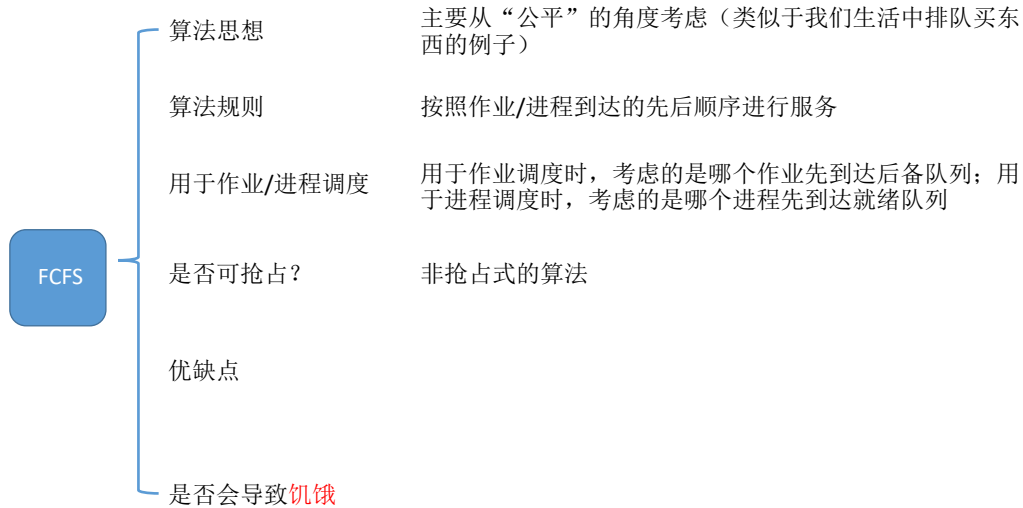 算法思想
主要从“公平”的角度考虑（类似于我们生活中排队买东
西的例子）
算法规则
按照作业/进程到达的先后顺序进行服务
用于作业/进程调度
用于作业调度时，考虑的是哪个作业先到达后备队列；用
于进程调度时，考虑的是哪个进程先到达就绪队列
FCFS
是否可抢占？
非抢占式的算法
优缺点
是否会导致饥饿